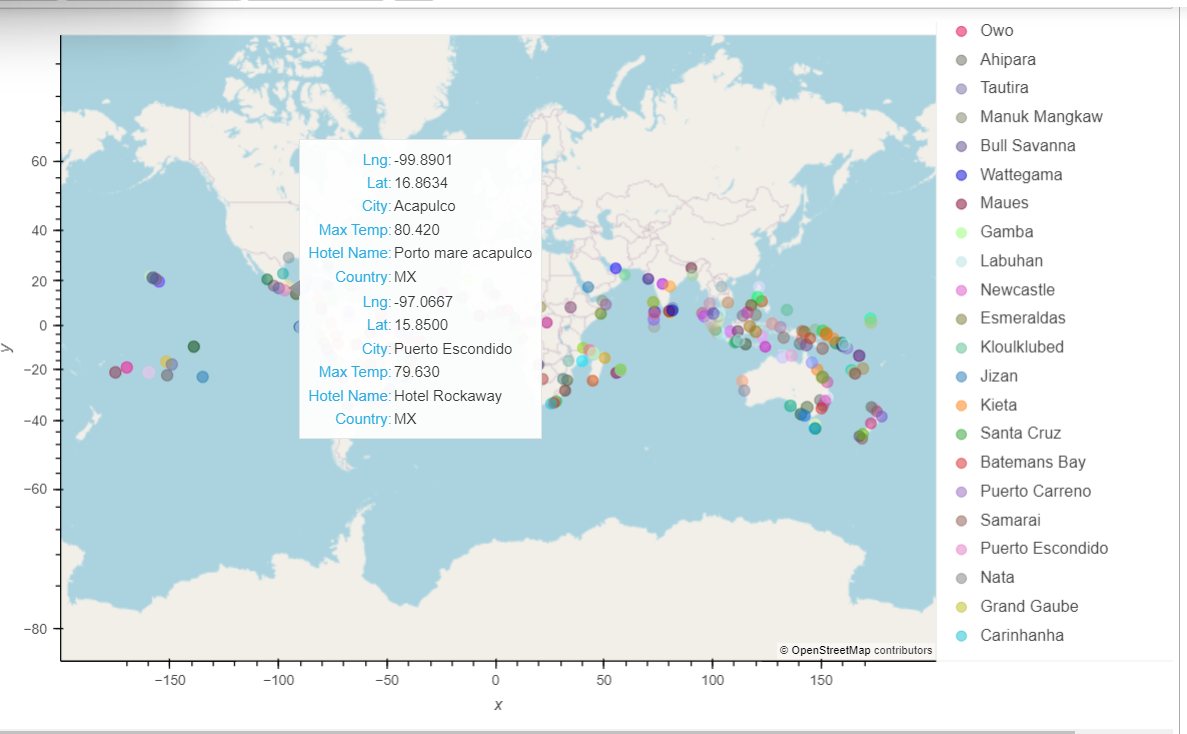 Owo
Ahipara
Tautira
Manuk Mangkaw
Bull Savanna
Wattegama
Maues
Gamba
Labuhan
Newcastle
Esmeraldas
Kloulklubed
Jizan
Kieta
Santa Cruz
Batemans Bay
Puerto Carreno
Samarai
Puerto Escondido
Nata
Grand Gaube
Carinhanha
Lng: -99.8901
Lat: 16.8634
City: Acapulco
Max Temp: 80.420
Hotel Name: Porto mare acapulco
Country: MX
Lng: -97.0667
Lat: 15.8500
City: Puerto Escondido
Max Temp: 79.630
Hotel Name: Hotel Rockaway
Country: MX
y
60
40
20
0
−20
−40
−60
−80
© OpenStreetMap contributors
−150
−100
−50
0
50
100
150
x